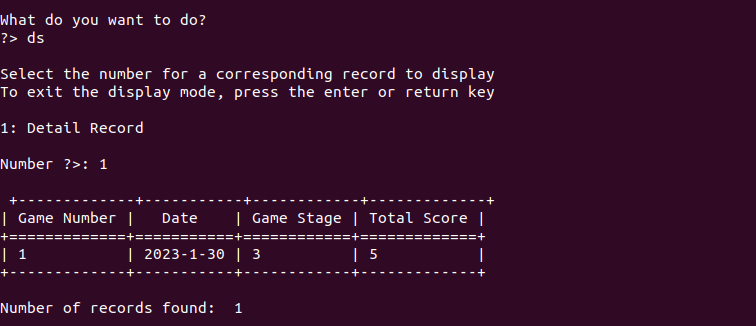 What do you want to do?
?> ds
Select the number for a corresponding record to display
To exit the display mode, press the enter or return key
1: Detail Record
Number ?>: 1
 +-------------+-----------+------------+-------------+
| Game Number |   Date    | Game Stage | Total Score |
+=============+===========+============+=============+
| 1           | 2023-1-30 | 3          | 5           |
+-------------+-----------+------------+-------------+
Number of records found:  1